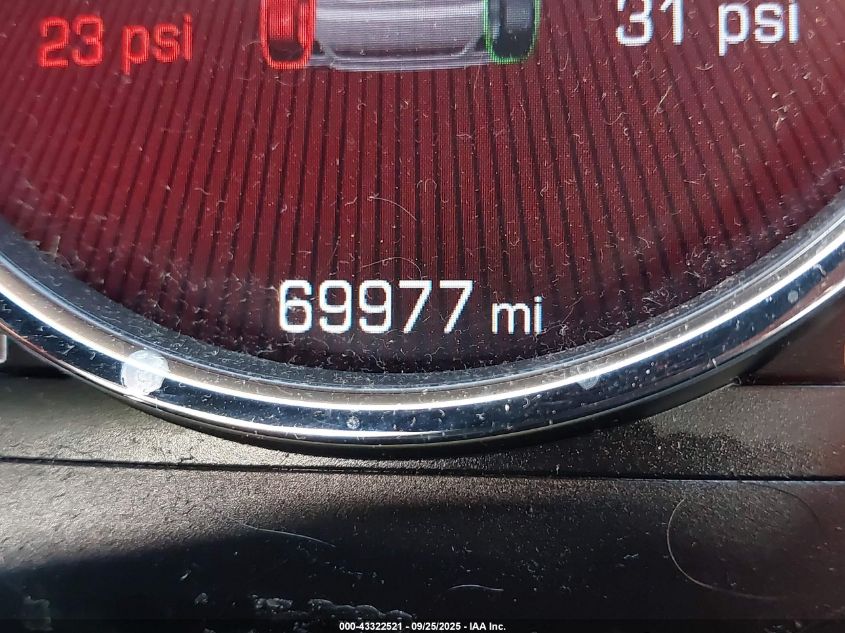 23 psi
31 psi
69977 mi
000-43322521 - 09/25/2025 - IAA Inc.